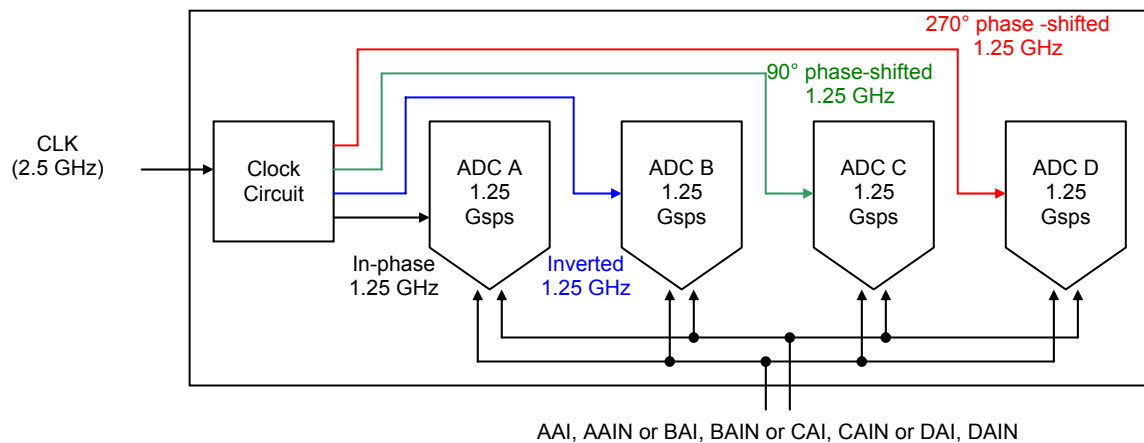 270° phase -shifted
1.25 GHz
90° phase-shifted
1.25 GHz
CLK
(2.5 GHz)
Clock
Circuit
ADC A
1.25
Gsps
ADC B
1.25
Gsps
ADC C
1.25
Gsps
ADC D
1.25
Gsps
In-phase
1.25 GHz
Inverted
1.25 GHz
AAI, AAIN or BAI, BAIN or CAI, CAIN or DAI, DAIN